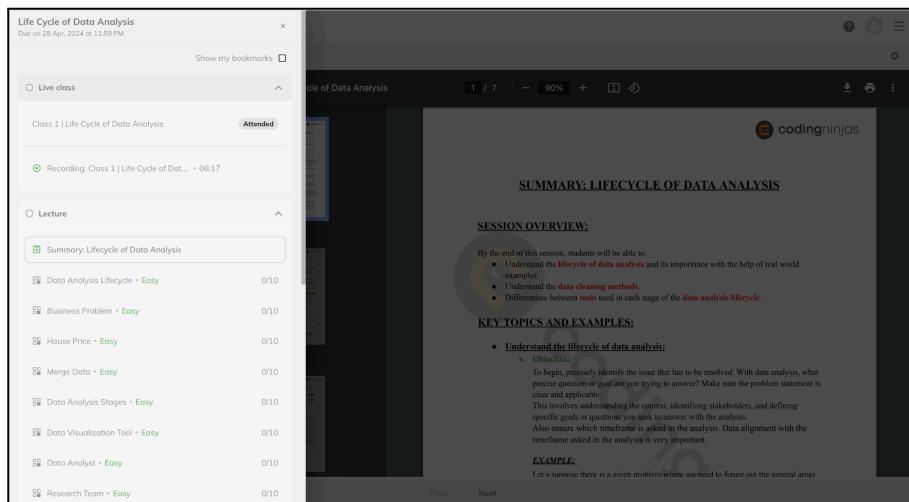 Life Cycle of Data Analysis
×
Due on 28 Apr, 2024 at 11:59 PM
Show my bookmarks
Live class
Class 1 | Life Cycle of Data Analysis
Attended
Recording: Class 1 | Life Cycle of Dat... • 06:17
Lecture
Summary: Lifecycle of Data Analysis
Data Analysis Lifecycle • Easy 0/10
Business Problem • Easy 0/10
House Price • Easy 0/10
Merge Data • Easy 0/10
Data Analysis Stages • Easy 0/10
Data Visualization Tool • Easy 0/10
Data Analyst • Easy 0/10
Research Team • Easy 0/10
cle of Data Analysis
1 / 7 | — 90% +
codingninjas
SUMMARY: LIFECYCLE OF DATA ANALYSIS
SESSION OVERVIEW:
By the end of this session, students will be able to:
● Understand the lifecycle of data analysis and its importance with the help of real world
examples.
● Understand the data cleaning methods.
● Differentiate between tools used in each stage of the data analysis lifecycle.
KEY TOPICS AND EXAMPLES:
● Understand the lifecycle of data analysis:
a. Objective:
To begin, precisely identify the issue that has to be resolved. With data analysis, what
precise question or goal are you trying to answer? Make sure the problem statement is
clear and applicable.
This involves understanding the context, identifying stakeholders, and defining
specific goals or questions you seek to answer with the analysis.
Also ensure which timeframe is asked in the analysis. Data alignment with the
timeframe asked in the analysis is very important.
EXAMPLE:
Let's suppose there is a given problem where we need to figure out the general areas
coding
Prev Next